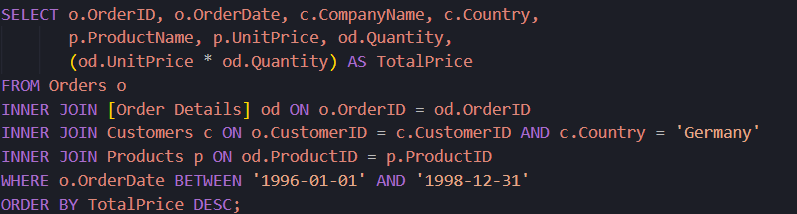 SELECT o.OrderID, o.OrderDate, c.CompanyName, c.Country,
       p.ProductName, p.UnitPrice, od.Quantity,
       (od.UnitPrice * od.Quantity) AS TotalPrice
FROM Orders o
INNER JOIN [Order Details] od ON o.OrderID = od.OrderID
INNER JOIN Customers c ON o.CustomerID = c.CustomerID AND c.Country = 'Germany'
INNER JOIN Products p ON od.ProductID = p.ProductID
WHERE o.OrderDate BETWEEN '1996-01-01' AND '1998-12-31'
ORDER BY TotalPrice DESC;